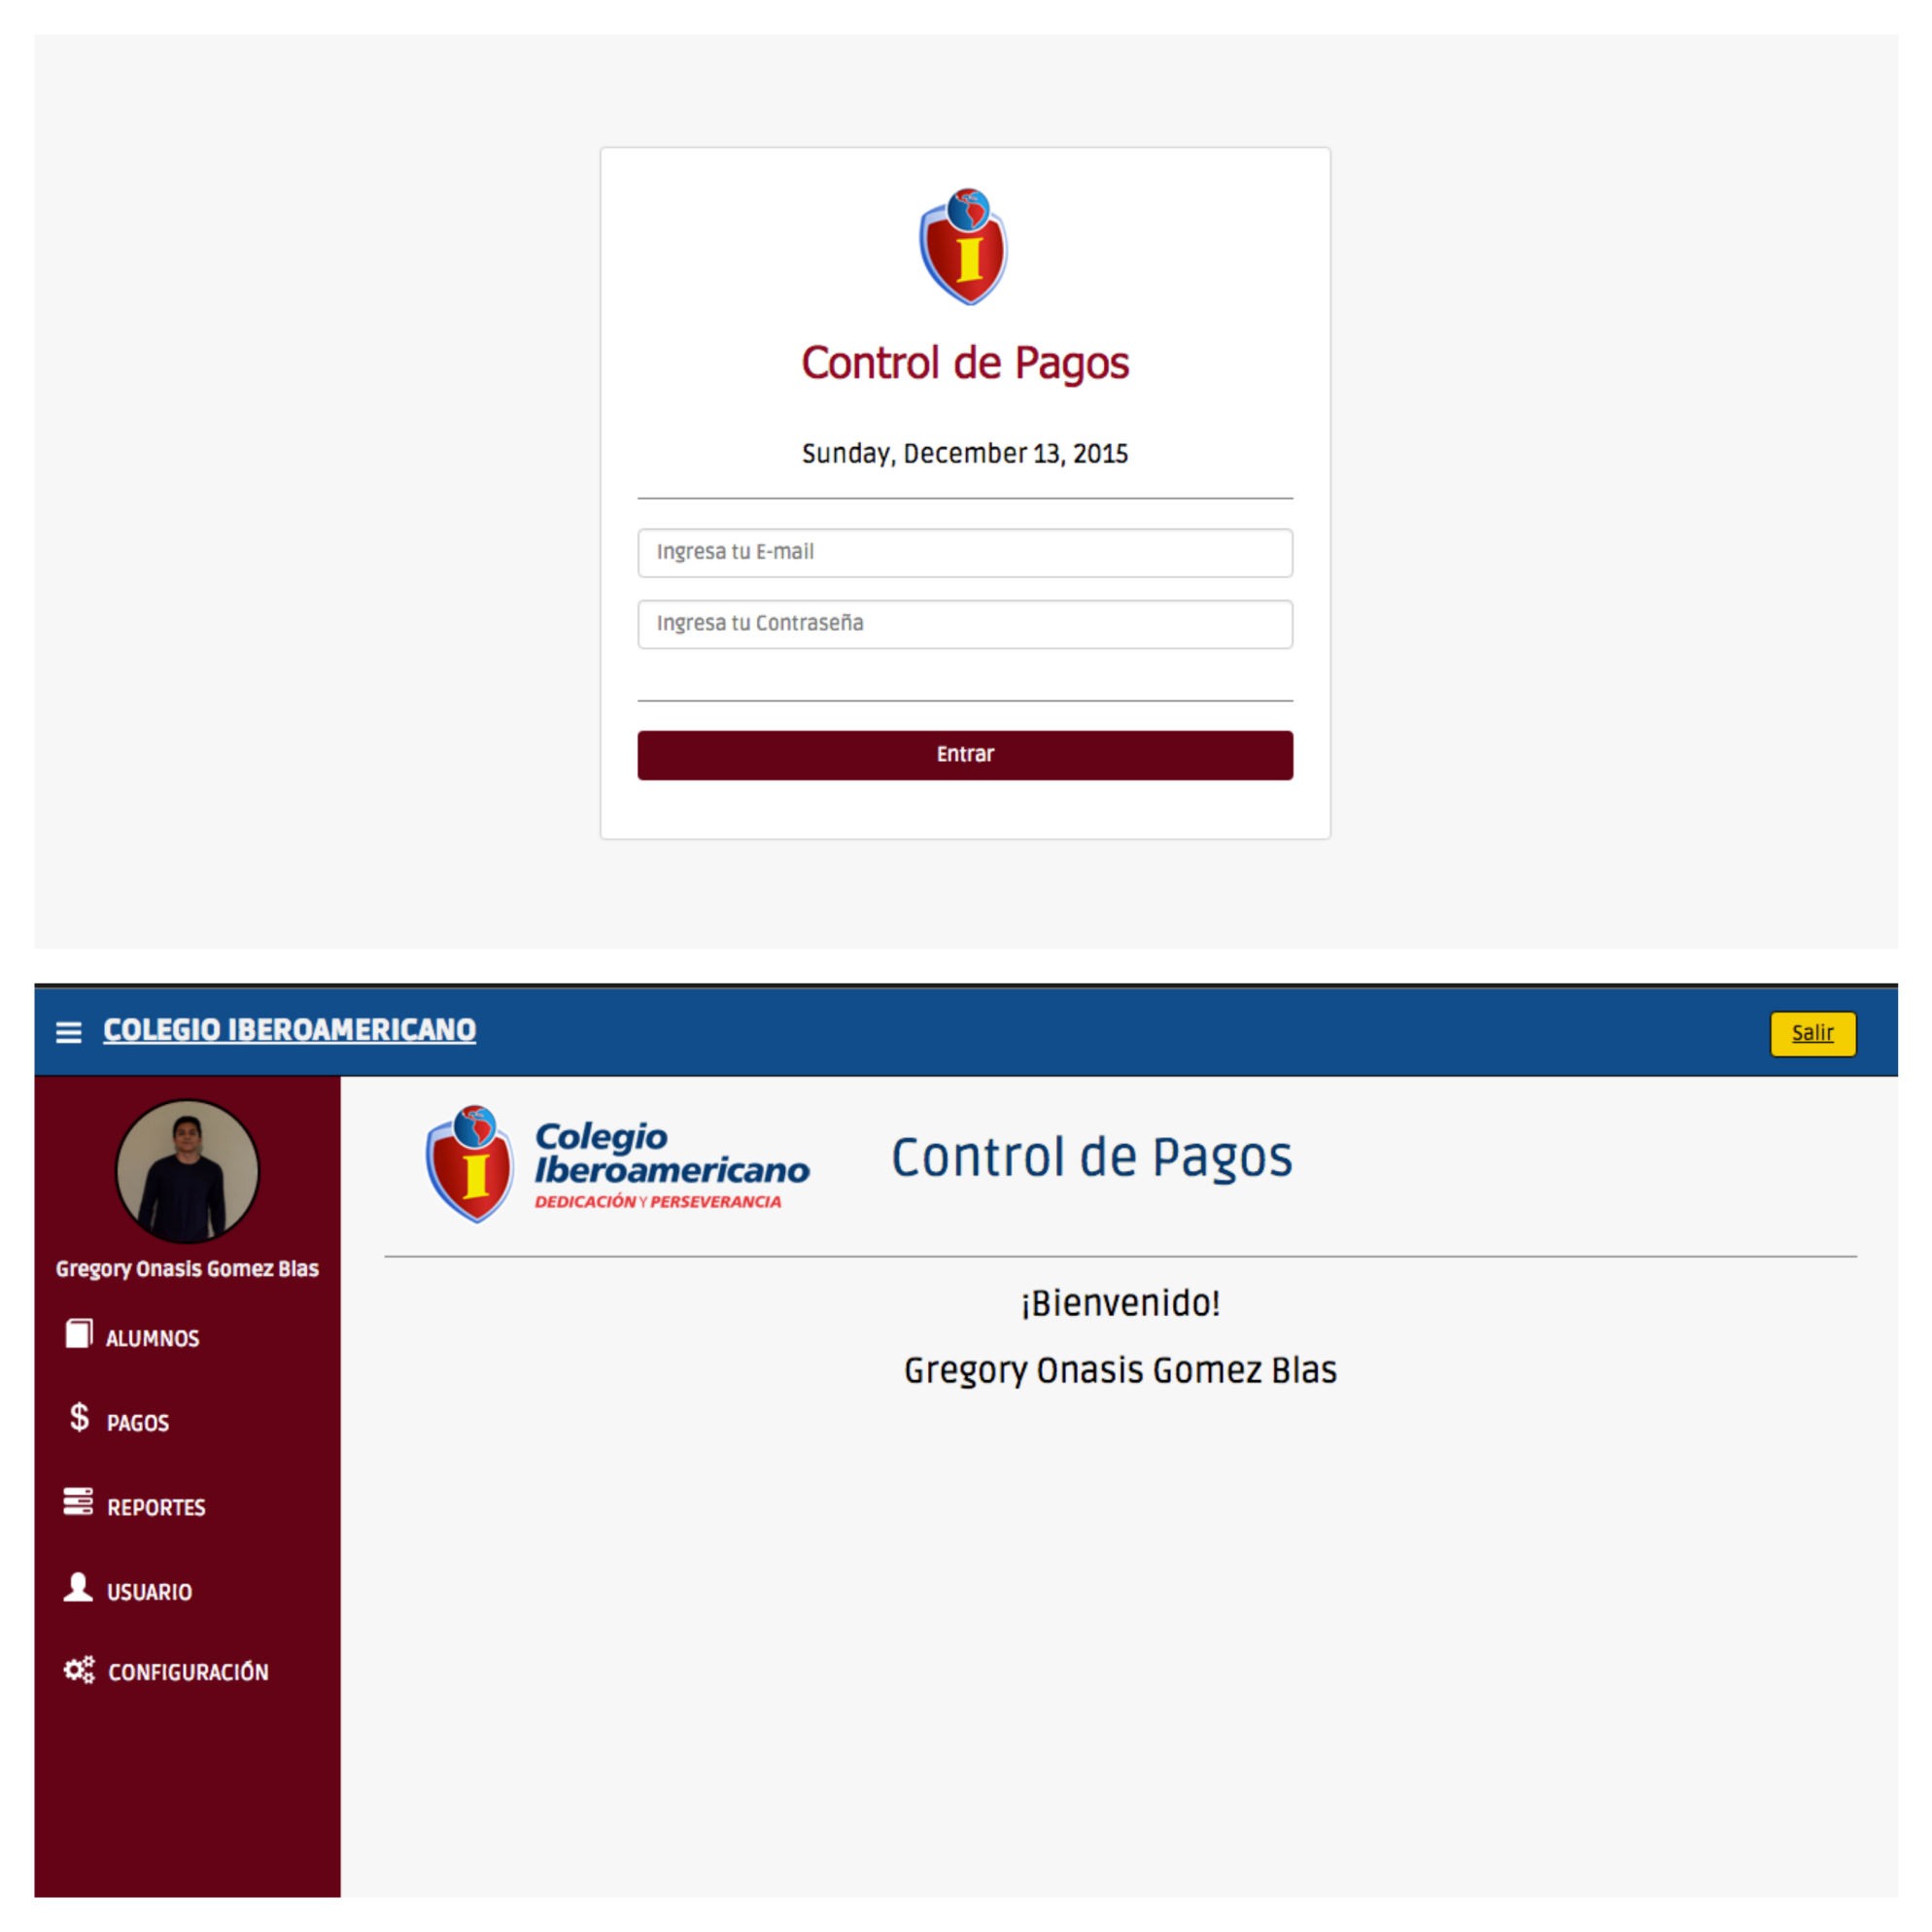 I
Control de Pagos
Sunday, December 13, 2015
Ingresa tu E-mail
Ingresa tu Contraseña
Entrar
COLEGIO IBEROAMERICANO
Salir
Gregory Onasis Gomez Blas
ALUMNOS
$ PAGOS
REPORTES
USUARIO
CONFIGURACIÓN
I
Colegio
Iberoamericano
DEDICACIÓN Y PERSEVERANCIA
Control de Pagos
¡Bienvenido!
Gregory Onasis Gomez Blas